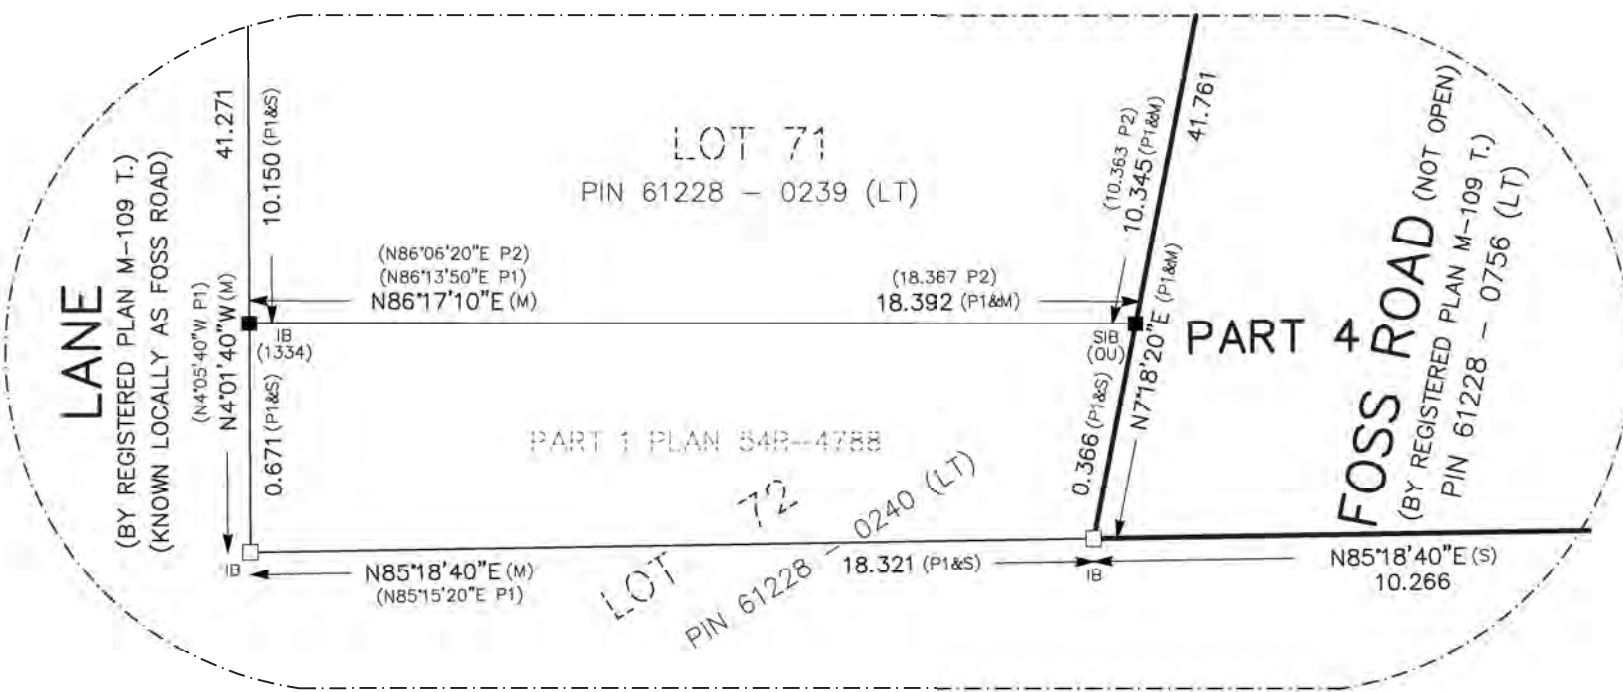 LANE
(BY REGISTERED PLAN M-109 T.)
(KNOWN LOCALLY AS FOSS ROAD)
(N4°05'40"W P1)
N4°01'40"W (M)
41.271
10.150 (P1&S)
0.671 (P1&S)
LOT 71
PIN 61228 - 0239 (LT)
(N86°06'20"E P2)
(N86°13'50"E P1)
N86°17'10"E (M)
(18.367 P2)
18.392 (P1&M)
IB
(1334)
SIB
(OU)
(10.363 P2)
10.345 (P1&M)
41.761
N7°18'20"E (P1&M)
0.366 (P1&S)
PART 4
FOSS ROAD (NOT OPEN)
(BY REGISTERED PLAN M-109 T.)
PIN 61228 - 0756 (LT)
PART 1 PLAN 54R-4788
LOT 72
PIN 61228 - 0240 (LT)
IB
N85°18'40"E (M)
(N85°15'20"E P1)
18.321 (P1&S)
IB
N85°18'40"E (S)
10.266